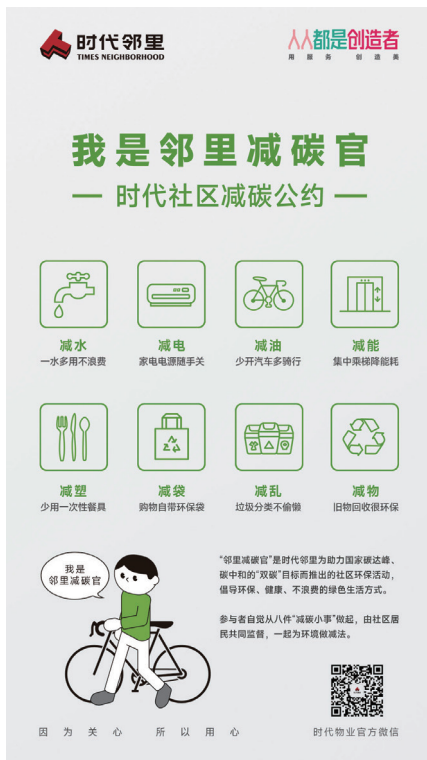 时代邻里
TIMES NEIGHBORHOOD
人人都是创造者
用 服 务 创 造 美
我是邻里减碳官
时代社区减碳公约
减水
一水多用不浪费
减电
家电电源随手关
减油
少开汽车多骑行
减能
集中乘梯降能耗
减塑
少用一次性餐具
减袋
购物自带环保袋
减乱
垃圾分类不偷懒
减物
旧物回收很环保
我是
邻里减碳官
“邻里减碳官”是时代邻里为助力国家碳达峰、
碳中和的“双碳”目标而推出的社区环保活动，
倡导环保、健康、不浪费的绿色生活方式。
参与者自觉从八件“减碳小事”做起，由社区居
民共同监督，一起为环境做减法。
因 为 关 心 所 以 用 心
时代物业官方微信